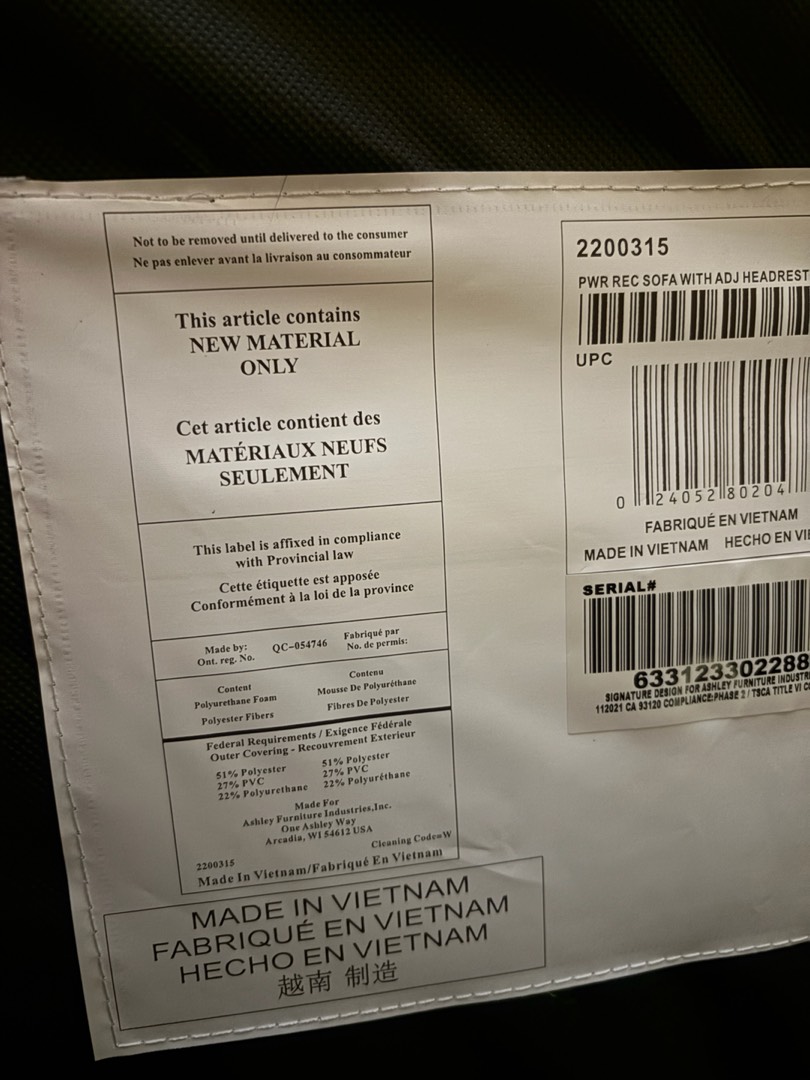 Not to be removed until delivered to the consumer
Ne pas enlever avant la livraison au consommateur
This article contains
NEW MATERIAL
ONLY
Cet article contient des
MATÉRIAUX NEUFS
SEULEMENT
This label is affixed in compliance
with Provincial law
Cette étiquette est apposée
Conformément à la loi de la province
Made by:
Ont. reg. No.
QC-054746
Fabriqué par
No. de permis:
Content
Polyurethane Foam
Polyester Fibers
Contenu
Mousse De Polyuréthane
Fibres De Polyester
Federal Requirements / Exigence Fédérale
Outer Covering - Recouvrement Exterieur
51% Polyester 51% Polyester
27% PVC 27% PVC
22% Polyurethane 22% Polyuréthane
Made For
Ashley Furniture Industries,Inc.
One Ashley Way
Arcadia, WI 54612 USA
Cleaning Code=W
2200315
Made In Vietnam/Fabriqué En Vietnam
MADE IN VIETNAM
FABRIQUÉ EN VIETNAM
HECHO EN VIETNAM
越南 制造
2200315
PWR REC SOFA WITH ADJ HEADREST
UPC
0 24052 80204
FABRIQUÉ EN VIETNAM
MADE IN VIETNAM HECHO EN
SERIAL#
633123302288
SIGNATURE DESIGN FOR ASHLEY FURNITURE
112021 CA 93120 COMPLIANCE:PHASE 2 / TSCA TITLE VI